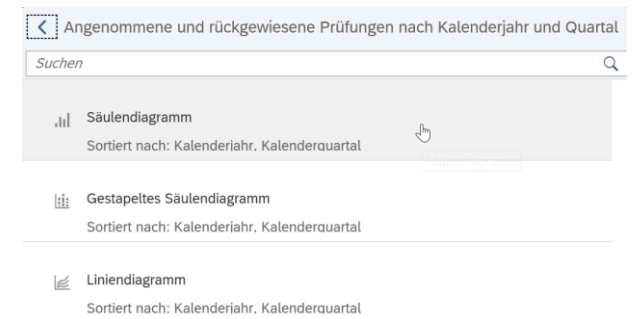 Angenommene und rückgewiesene Prüfungen nach Kalenderjahr und Quartal
Suchen
Säulendiagramm
Sortiert nach: Kalenderjahr, Kalenderquartal
Säulendiagramm
Gestapeltes Säulendiagramm
Sortiert nach: Kalenderjahr, Kalenderquartal
Liniendiagramm
Sortiert nach: Kalenderjahr, Kalenderquartal